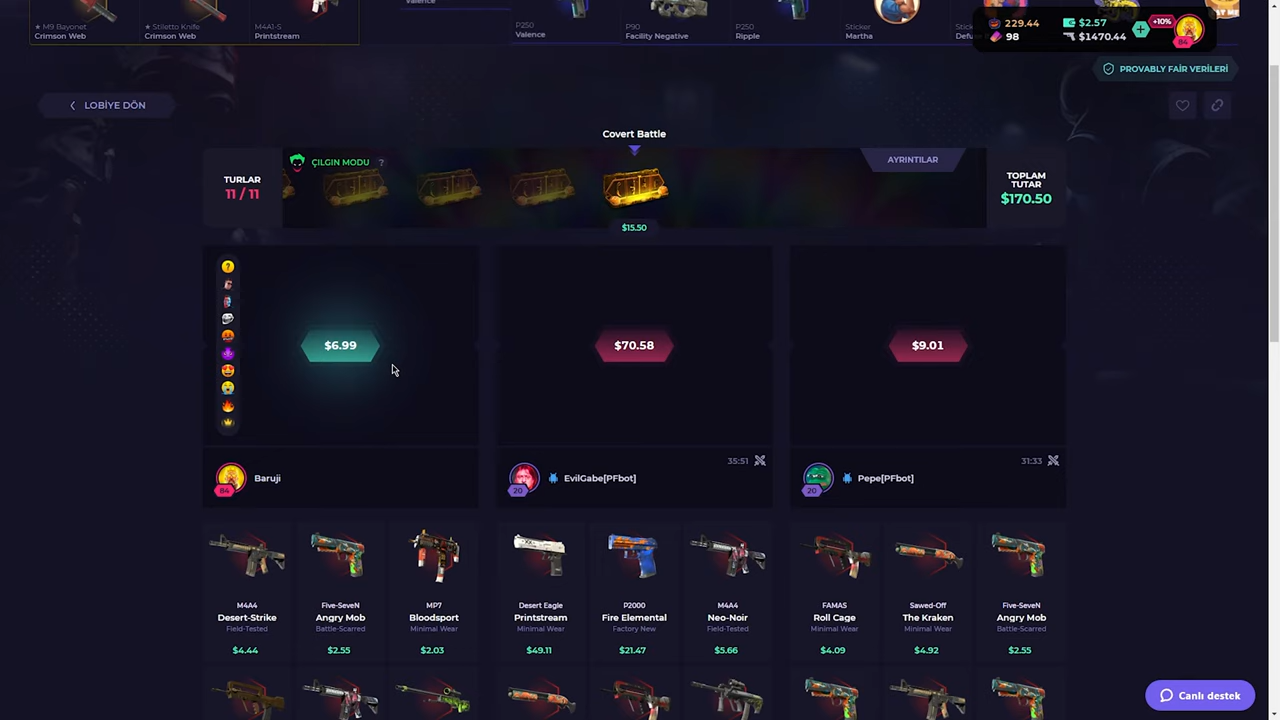 Valence
★ M9 Bayonet
Crimson Web
★ Stiletto Knife
Crimson Web
M4A1-S
Printstream
P250
Valence
P90
Facility Negative
P250
Ripple
Sticker
Martha
229.44
98
$2.57
$1470.44
+10%
84
PROVABLY FAIR VERİLERİ
LOBİYE DÖN
Covert Battle
TURLAR
11 / 11
ÇILGIN MODU ?
AYRINTILAR
TOPLAM
TUTAR
$170.50
$15.50
$6.99
$70.58
$9.01
84
Baruji
20
EvilGabe[PFbot]
35:51
20
Pepe[PFbot]
31:33
M4A4
Desert-Strike
Field-Tested
$4.44
Five-SeveN
Angry Mob
Battle-Scarred
$2.55
MP7
Bloodsport
Minimal Wear
$2.03
Desert Eagle
Printstream
Minimal Wear
$49.11
P2000
Fire Elemental
Factory New
$21.47
M4A4
Neo-Noir
Field-Tested
$5.66
FAMAS
Roll Cage
Minimal Wear
$4.09
Sawed-Off
The Kraken
Minimal Wear
$4.92
Five-SeveN
Angry Mob
Battle-Scarred
$2.55
Canlı destek